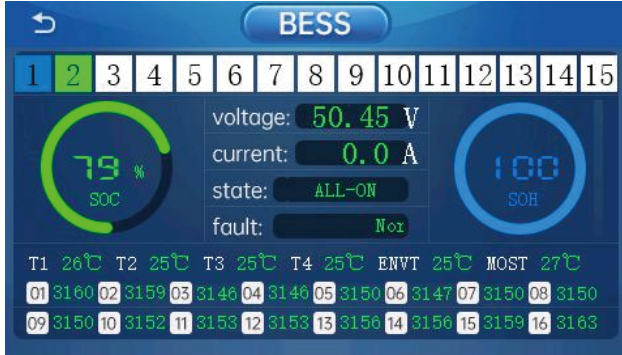 BESS
1 2 3 4 5 6 7 8 9 10 11 12 13 14 15
voltage: 50.45 V
current: 0.0 A
state: ALL-ON
fault: Nor
79 %
SOC
100
SOH
T1 26℃ T2 25℃ T3 25℃ T4 25℃ ENVT 25℃ MOST 27℃
01 3160 02 3159 03 3146 04 3146 05 3150 06 3147 07 3150 08 3150
09 3150 10 3152 11 3153 12 3153 13 3156 14 3156 15 3159 16 3163